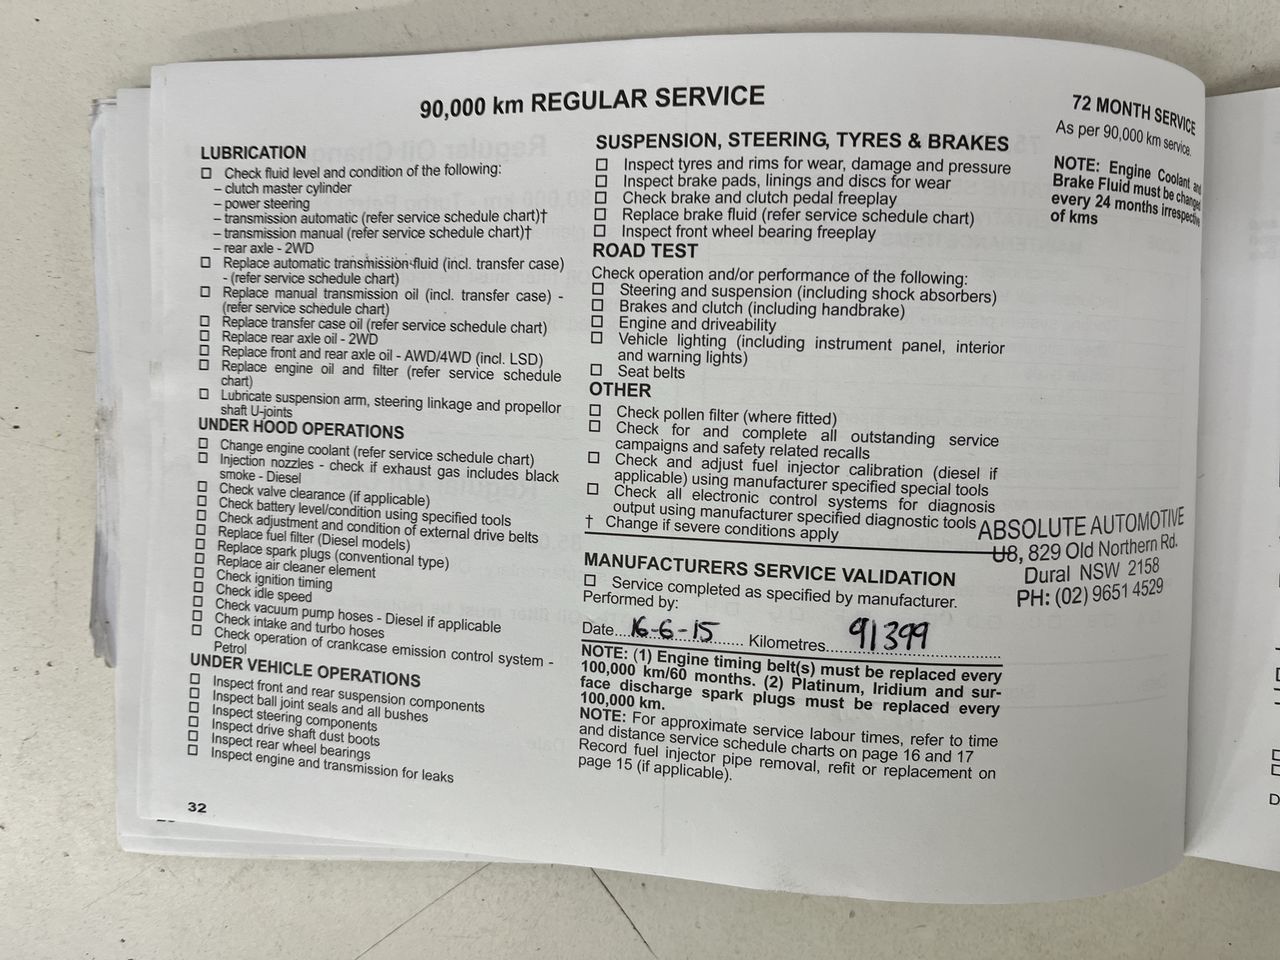 90,000 km REGULAR SERVICE
LUBRICATION
Check fluid level and condition of the following:
– clutch master cylinder
– power steering
– transmission automatic (refer service schedule chart)†
– transmission manual (refer service schedule chart)†
– rear axle - 2WD
Replace automatic transmission fluid (incl. transfer case)
- (refer service schedule chart)
Replace manual transmission oil (incl. transfer case) -
(refer service schedule chart)
Replace transfer case oil (refer service schedule chart)
Replace rear axle oil - 2WD
Replace front and rear axle oil - AWD/4WD (incl. LSD)
Replace engine oil and filter (refer service schedule
chart)
Lubricate suspension arm, steering linkage and propellor
shaft U-joints
UNDER HOOD OPERATIONS
Change engine coolant (refer service schedule chart)
Injection nozzles - check if exhaust gas includes black
smoke - Diesel
Check valve clearance (if applicable)
Check battery level/condition using specified tools
Check adjustment and condition of external drive belts
Replace fuel filter (Diesel models)
Replace spark plugs (conventional type)
Replace air cleaner element
Check ignition timing
Check idle speed
Check vacuum pump hoses - Diesel if applicable
Check intake and turbo hoses
Check operation of crankcase emission control system -
Petrol
UNDER VEHICLE OPERATIONS
Inspect front and rear suspension components
Inspect ball joint seals and all bushes
Inspect steering components
Inspect drive shaft dust boots
Inspect rear wheel bearings
Inspect engine and transmission for leaks
32
SUSPENSION, STEERING, TYRES & BRAKES
Inspect tyres and rims for wear, damage and pressure
Inspect brake pads, linings and discs for wear
Check brake and clutch pedal freeplay
Replace brake fluid (refer service schedule chart)
Inspect front wheel bearing freeplay
ROAD TEST
Check operation and/or performance of the following:
Steering and suspension (including shock absorbers)
Brakes and clutch (including handbrake)
Engine and driveability
Vehicle lighting (including instrument panel, interior
and warning lights)
Seat belts
OTHER
Check pollen filter (where fitted)
Check for and complete all outstanding service
campaigns and safety related recalls
Check and adjust fuel injector calibration (diesel if
applicable) using manufacturer specified special tools
Check all electronic control systems for diagnosis
output using manufacturer specified diagnostic tools
† Change if severe conditions apply
MANUFACTURERS SERVICE VALIDATION
Service completed as specified by manufacturer.
Performed by:
Date....16-6-15........ Kilometres....91399........
NOTE: (1) Engine timing belt(s) must be replaced every
100,000 km/60 months. (2) Platinum, Iridium and sur-
face discharge spark plugs must be replaced every
100,000 km.
NOTE: For approximate service labour times, refer to time
and distance service schedule charts on page 16 and 17
Record fuel injector pipe removal, refit or replacement on
page 15 (if applicable).
72 MONTH SERVICE
As per 90,000 km service.
NOTE: Engine Coolant and
Brake Fluid must be changed
every 24 months irrespective
of kms
ABSOLUTE AUTOMOTIVE
U8, 829 Old Northern Rd.
Dural NSW 2158
PH: (02) 9651 4529